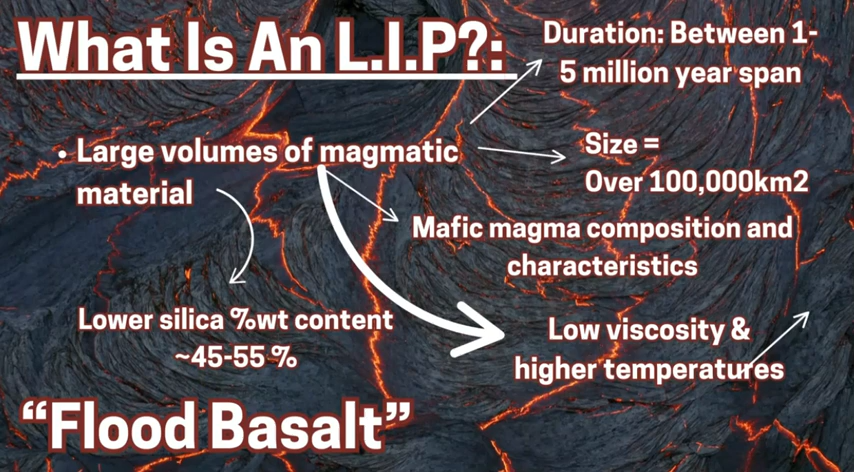 What Is An L.I.P?:
Duration: Between 1-
5 million year span
• Large volumes of magmatic
material
Size =
Over 100,000km2
Mafic magma composition and
characteristics
Lower silica %wt content
~45-55 %
Low viscosity &
higher temperatures
“Flood Basalt”